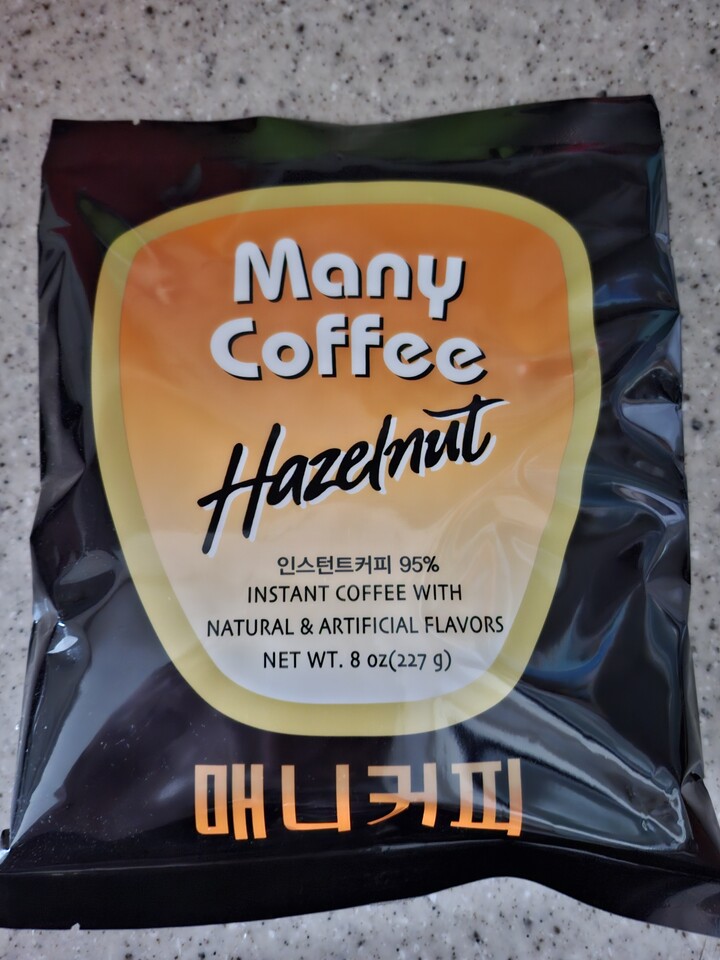 Many
Coffee
Hazelnut
인스턴트커피 95%
INSTANT COFFEE WITH
NATURAL & ARTIFICIAL FLAVORS
NET WT. 8 oz(227 g)
매니커피